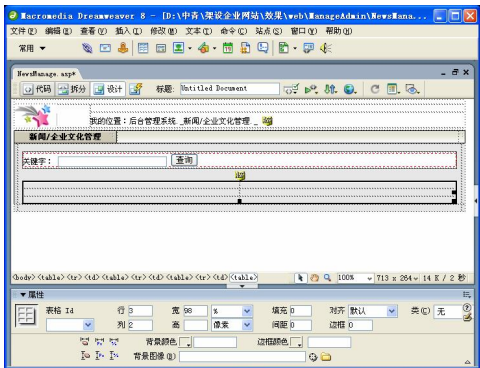 Macromedia Dreamweaver 8 - [D:\中青\架设企业网站\效果\web\ManageAdmin\NewsMana...
文件(F) 编辑(E) 查看(V) 插入(I) 修改(M) 文本(T) 命令(C) 站点(S) 窗口(W) 帮助(H)
常用
NewsManage.asp*
代码 拆分 设计 标题: Untitled Document
我的位置：后台管理系统_新闻/企业文化管理 _
新闻/企业文化管理
关键字： 查询
<body><table><tr><td><table><tr><td><table><tr><td><table> 100% 713 x 264 14 K / 2 秒
属性
表格 Id 行 3 宽 98 % 填充 0 对齐 默认 类(C) 无
列 2 高 像素 间距 0 边框 0
背景颜色 边框颜色
背景图像(B)